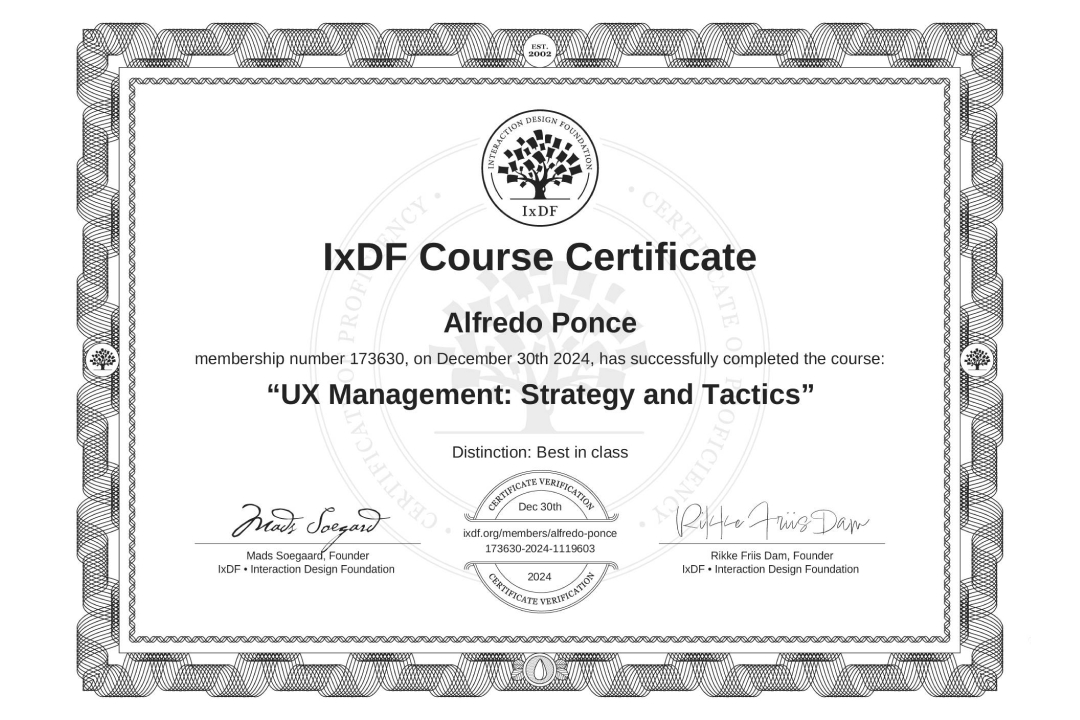 EST.
2002
INTERACTION DESIGN FOUNDATION
IxDF
IxDF Course Certificate
Alfredo Ponce
membership number 173630, on December 30th 2024, has successfully completed the course:
“UX Management: Strategy and Tactics”
Distinction: Best in class
CERTIFICATE VERIFICATION
Dec 30th
ixdf.org/members/alfredo-ponce
173630-2024-1119603
2024
CERTIFICATE VERIFICATION
Mads Soegaard
Mads Soegaard, Founder
IxDF • Interaction Design Foundation
Rikke Friis Dam
Rikke Friis Dam, Founder
IxDF • Interaction Design Foundation
• CERTIFICATE OF PROFICIENCY •
• CERTIFICATE OF PROFICIENCY •